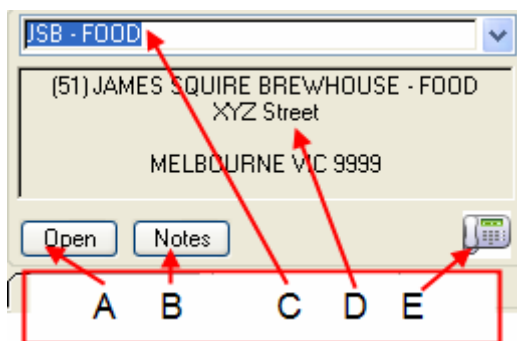 JSB - FOOD
(51) JAMES SQUIRE BREWHOUSE - FOOD
XYZ Street
MELBOURNE VIC 9999
Open Notes
A B C D E